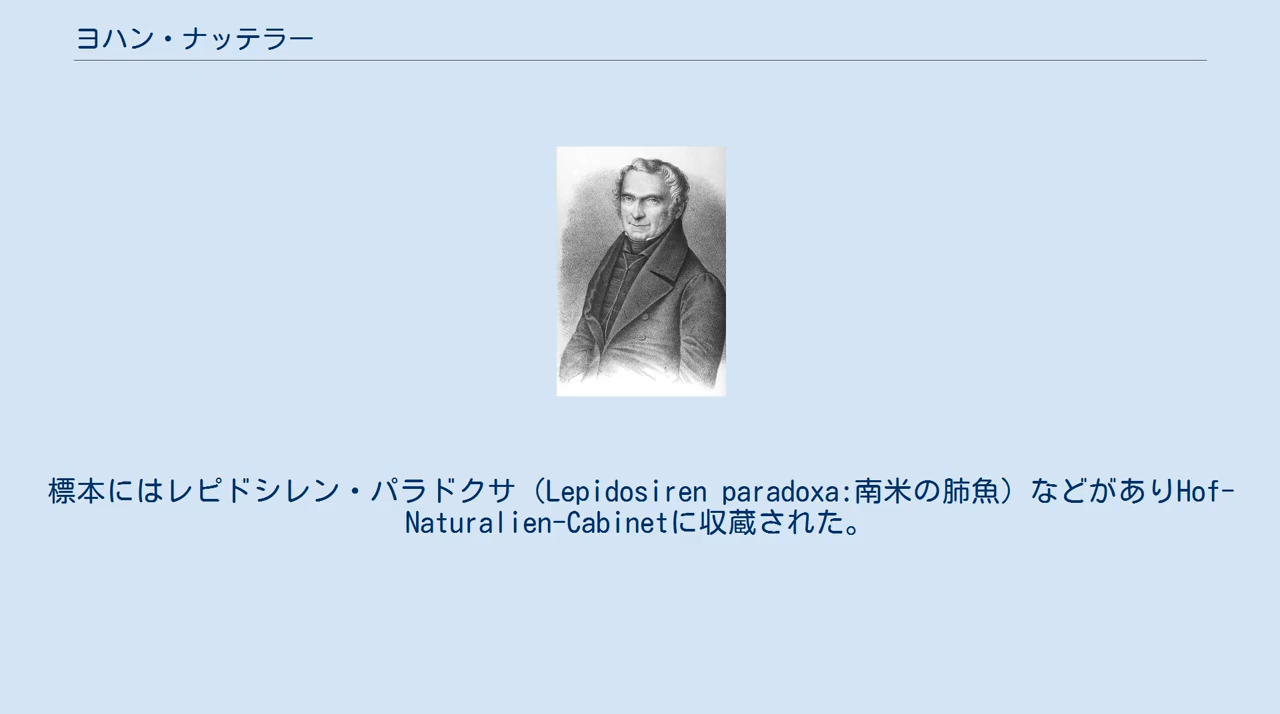 ヨハン・ナッテラー
標本にはレピドシレン・パラドクサ（Lepidosiren paradoxa:南米の肺魚）などがありHof-
Naturalien-Cabinetに収蔵された。